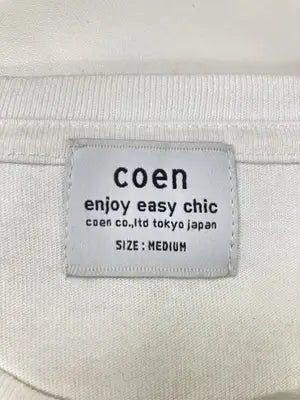 coen
enjoy easy chic
coen co.,ltd tokyo japan
SIZE : MEDIUM